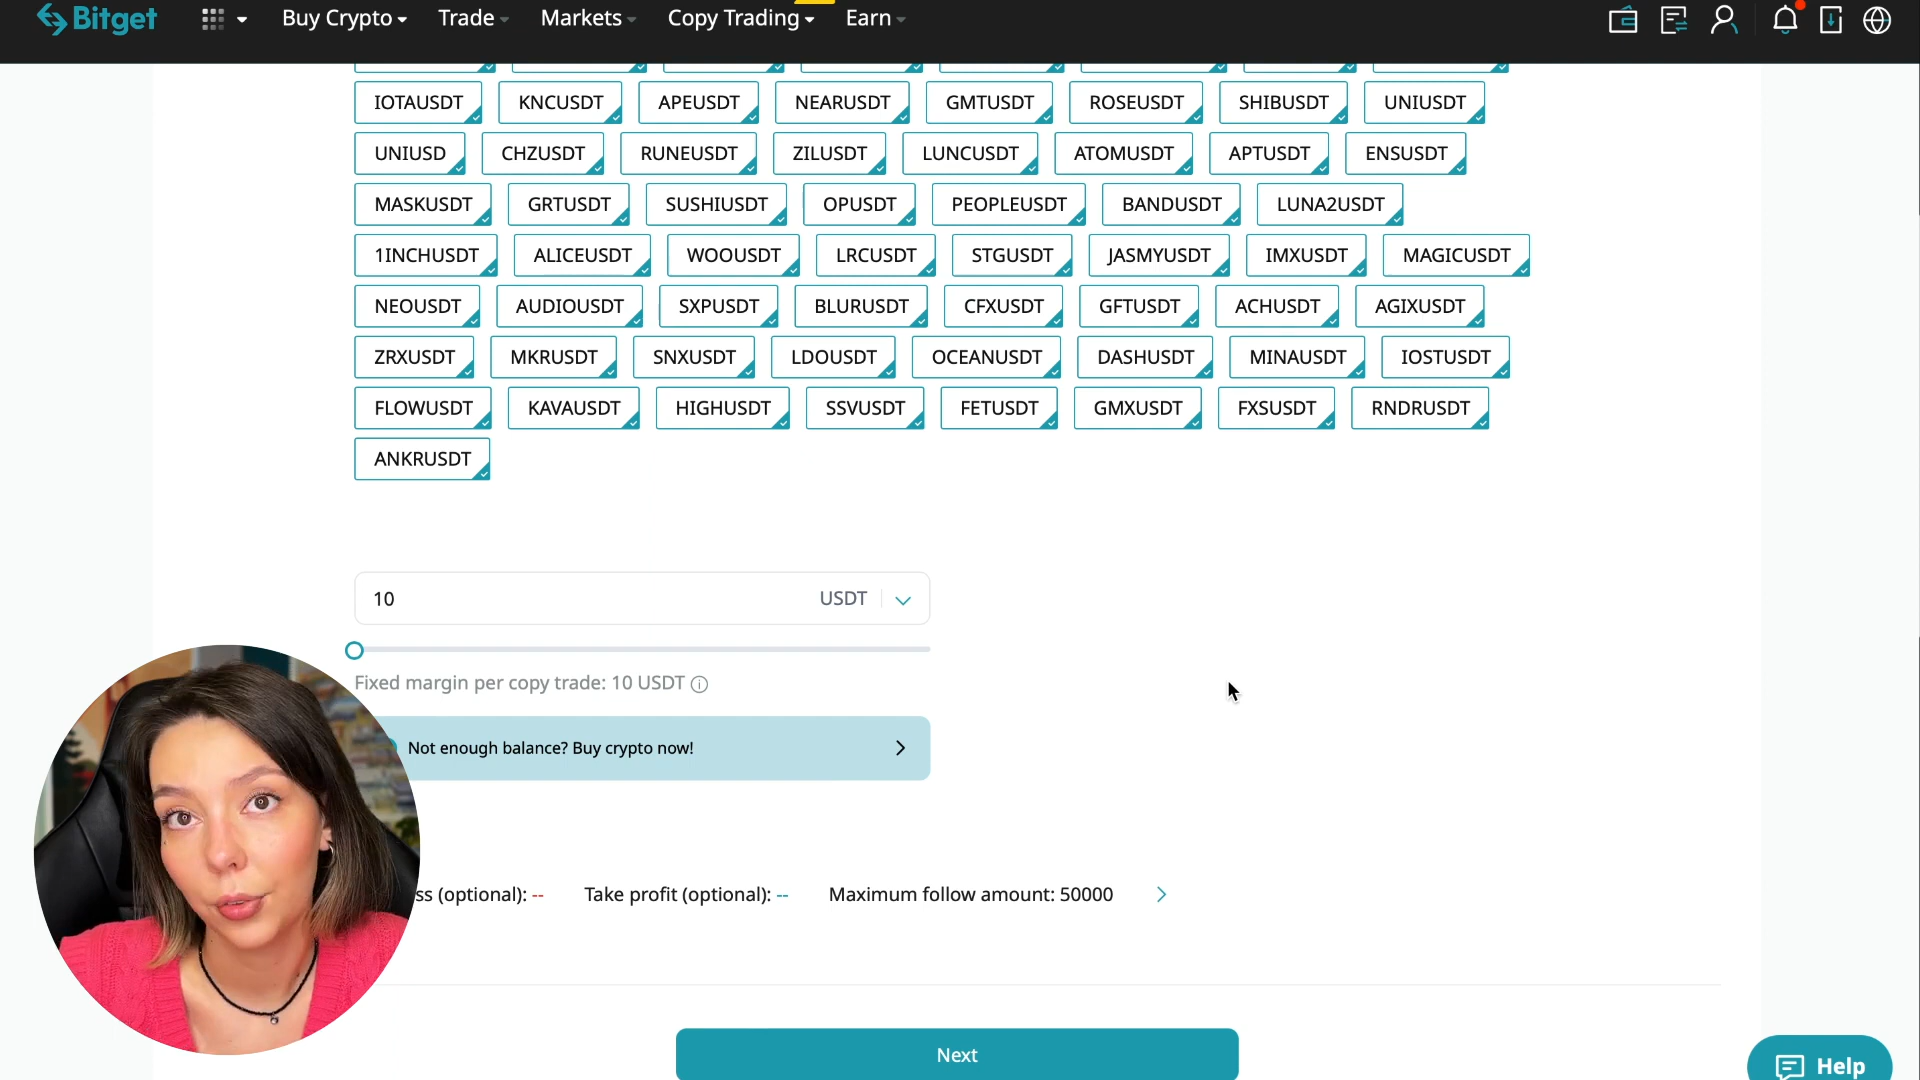 Bitget Buy Crypto Trade Markets Copy Trading Earn
IOTAUSDT KNCUSDT APEUSDT NEARUSDT GMTUSDT ROSEUSDT SHIBUSDT UNIUSDT
UNIUSD CHZUSDT RUNEUSDT ZILUSDT LUNCUSDT ATOMUSDT APTUSDT ENSUSDT
MASKUSDT GRTUSDT SUSHIUSDT OPUSDT PEOPLEUSDT BANDUSDT LUNA2USDT
1INCHUSDT ALICEUSDT WOOUSDT LRCUSDT STGUSDT JASMYUSDT IMXUSDT MAGICUSDT
NEOUSDT AUDIOUSDT SXPUSDT BLURUSDT CFXUSDT GFTUSDT ACHUSDT AGIXUSDT
ZRXUSDT MKRUSDT SNXUSDT LDOUSDT OCEANUSDT DASHUSDT MINAUSDT IOSTUSDT
FLOWUSDT KAVAUSDT HIGHUSDT SSVUSDT FETUSDT GMXUSDT FXSUSDT RNDRUSDT
ANKRUSDT
10 USDT
Fixed margin per copy trade: 10 USDT
Not enough balance? Buy crypto now!
ss (optional): -- Take profit (optional): -- Maximum follow amount: 50000
Next
Help